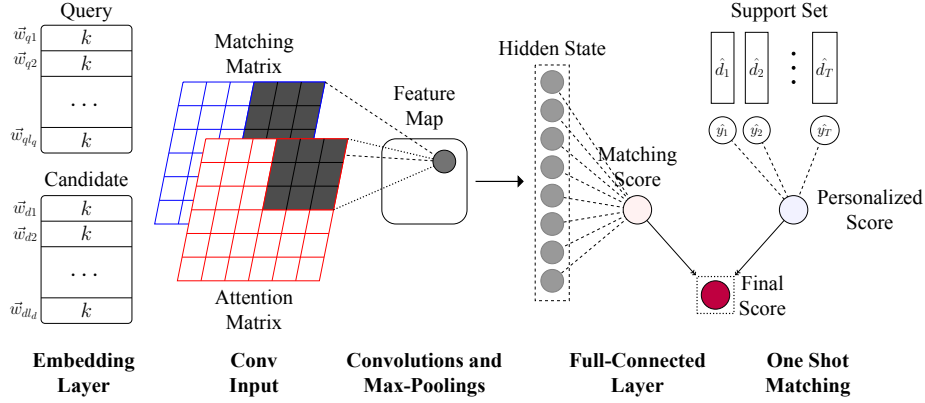 Query
w⃗q1 k
w⃗q2 k
...
w⃗qlq k
Candidate
w⃗d1 k
w⃗d2 k
...
w⃗dld k
Matching
Matrix
Attention
Matrix
Feature
Map
Hidden State
Matching
Score
Support Set
d̂1 d̂2 d̂T
ŷ1 ŷ2 ŷT
Personalized
Score
Final
Score
Embedding
Layer
Conv
Input
Convolutions and
Max-Poolings
Full-Connected
Layer
One Shot
Matching